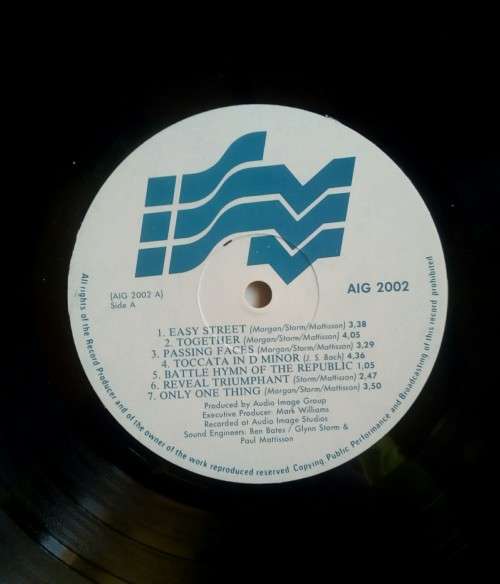 (AIG 2002 A)
Side A
AIG 2002
1. EASY STREET (Morgan/Storm/Mattisson) 3,38
2. TOGETHER (Morgan/Storm/Mattisson) 4,05
3. PASSING FACES (Morgan/Storm/Mattisson) 3,29
4. TOCCATA IN D MINOR (J. S. Bach) 4,36
5. BATTLE HYMN OF THE REPUBLIC 1,05
6. REVEAL TRIUMPHANT (Storm/Mattisson) 2,47
7. ONLY ONE THING (Morgan/Storm/Mattisson) 3,50
Produced by Audio Image Group
Executive Producer: Mark Williams
Recorded at Audio Image Studios
Sound Engineers: Ren Bates / Glynn Storm &
Paul Mattisson
All rights of the Record Producer and of the owner of the work reproduced reserved. Copying, Public Performance and Broadcasting of this record prohibited